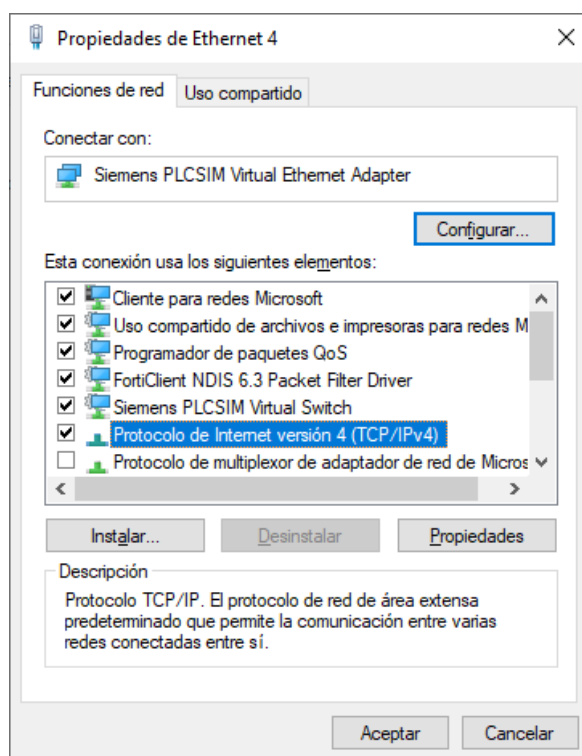 Propiedades de Ethernet 4
Funciones de red
Uso compartido
Conectar con:
Siemens PLCSIM Virtual Ethernet Adapter
Configurar...
Esta conexión usa los siguientes elementos:
Cliente para redes Microsoft
Uso compartido de archivos e impresoras para redes M
Programador de paquetes QoS
FortiClient NDIS 6.3 Packet Filter Driver
Siemens PLCSIM Virtual Switch
Protocolo de Internet versión 4 (TCP/IPv4)
Protocolo de multiplexor de adaptador de red de Micros
Instalar...
Desinstalar
Propiedades
Descripción
Protocolo TCP/IP. El protocolo de red de área extensa
predeterminado que permite la comunicación entre varias
redes conectadas entre sí.
Aceptar
Cancelar